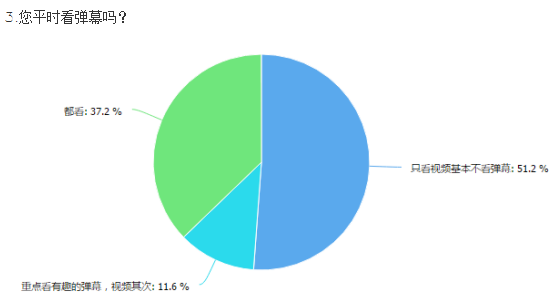 3.您平时看弹幕吗？
都看: 37.2 %
只看视频基本不看弹幕: 51.2 %
重点看有趣的弹幕，视频其次: 11.6 %